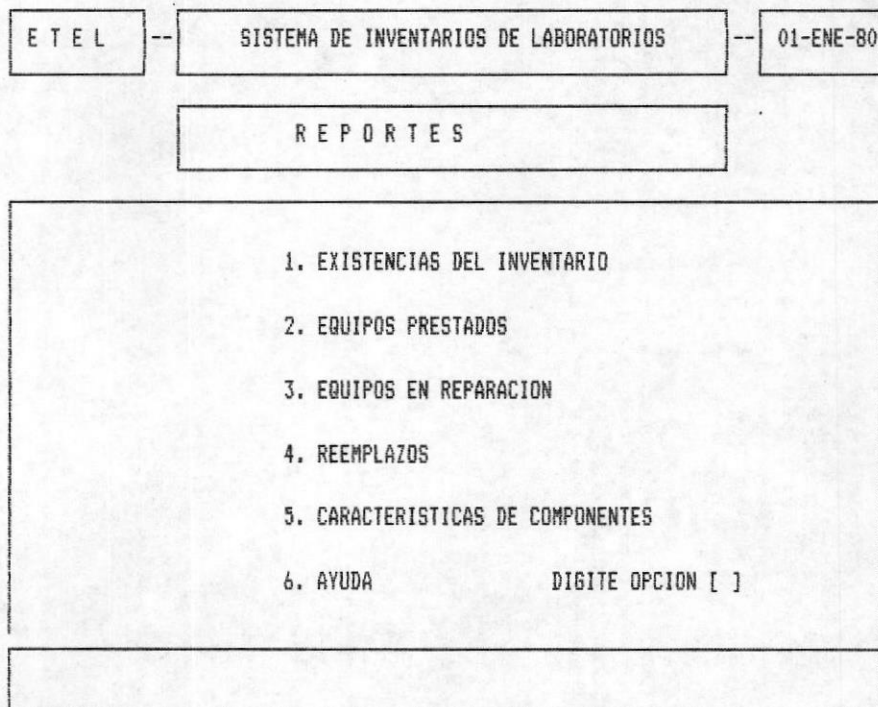 E T E L -- SISTEMA DE INVENTARIOS DE LABORATORIOS -- 01-ENE-80
R E P O R T E S
1. EXISTENCIAS DEL INVENTARIO
2. EQUIPOS PRESTADOS
3. EQUIPOS EN REPARACION
4. REEMPLAZOS
5. CARACTERISTICAS DE COMPONENTES
6. AYUDA DIGITE OPCION [ ]